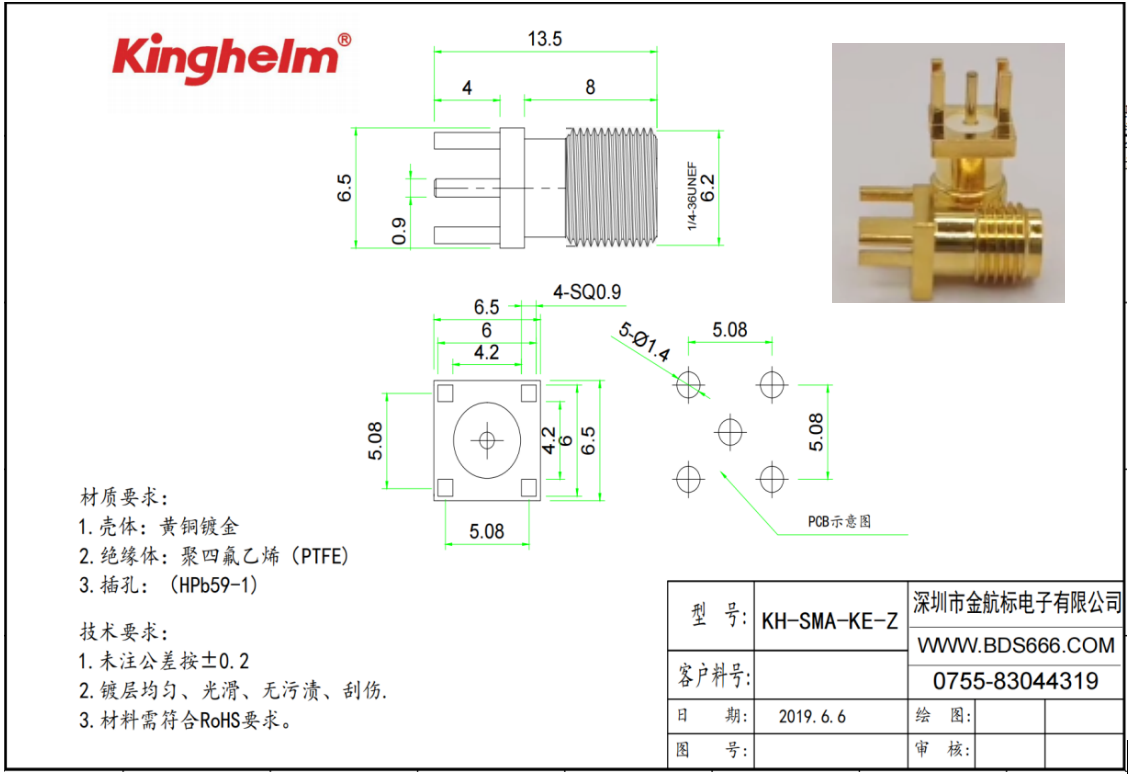 Kinghelm®
13.5
4
8
6.5
0.9
1/4-36UNEF
6.2
4-SQ0.9
6.5
6
4.2
5.08
4.2
6
6.5
5.08
5-Ø1.4
5.08
5.08
PCB示意图
材质要求:
1.壳体: 黄铜镀金
2.绝缘体: 聚四氟乙烯 (PTFE)
3.插孔: (HPb59-1)
技术要求:
1.未注公差按±0.2
2.镀层均匀、光滑、无污渍、刮伤.
3.材料需符合RoHS要求。
型 号: KH-SMA-KE-Z
深圳市金航标电子有限公司
WWW.BDS666.COM
客户料号:
0755-83044319
日 期: 2019.6.6
绘 图:
图 号:
审 核: